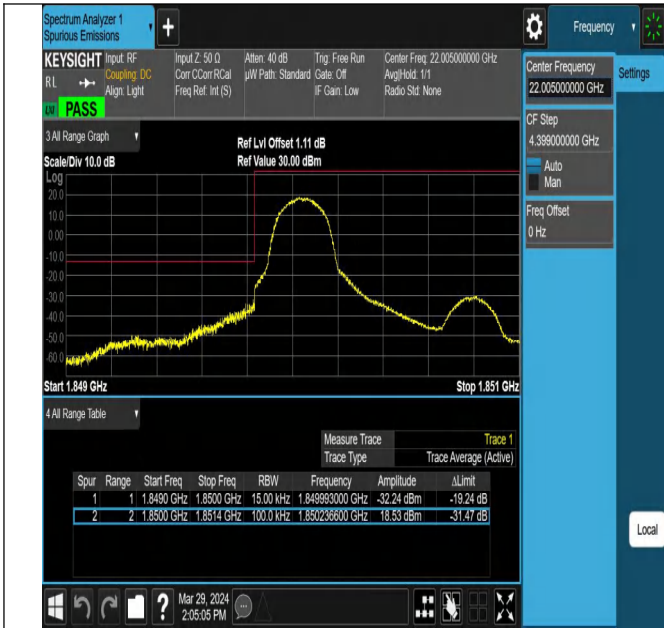 Spectrum Analyzer 1
Spurious Emissions
Frequency
KEYSIGHT Input: RF Input Z: 50 Ω Atten: 40 dB Trig: Free Run Center Freq: 22.005000000 GHz
RL Coupling: DC Corr CCorr RCal µW Path: Standard Gate: Off Avg|Hold: 1/1
Align: Light Freq Ref: Int (S) IF Gain: Low Radio Std: None
LXI PASS
Center Frequency
22.005000000 GHz
Settings
CF Step
4.399000000 GHz
Auto
Man
Freq Offset
0 Hz
3 All Range Graph
Ref Lvl Offset 1.11 dB
Scale/Div 10.0 dB Ref Value 30.00 dBm
Log
20.0
10.0
0.00
-10.0
-20.0
-30.0
-40.0
-50.0
-60.0
Start 1.849 GHz Stop 1.851 GHz
4 All Range Table
Measure Trace Trace 1
Trace Type Trace Average (Active)
Spur Range Start Freq Stop Freq RBW Frequency Amplitude ΔLimit
1 1 1.8490 GHz 1.8500 GHz 15.00 kHz 1.849993000 GHz -32.24 dBm -19.24 dB
2 2 1.8500 GHz 1.8514 GHz 100.0 kHz 1.850236600 GHz 18.53 dBm -31.47 dB
Local
Mar 29, 2024
2:05:05 PM